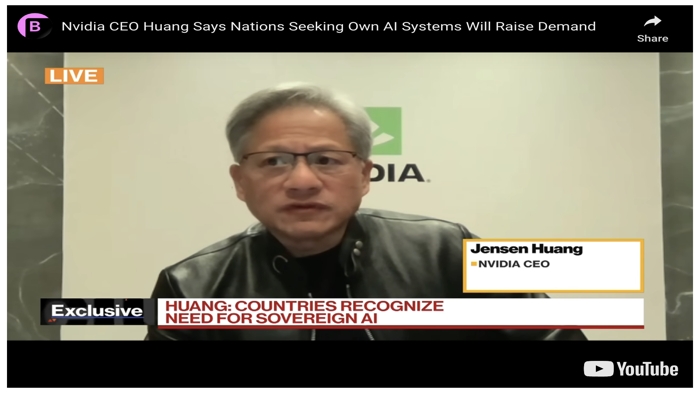 B
Nvidia CEO Huang Says Nations Seeking Own AI Systems Will Raise Demand
Share
LIVE
DIA.
Jensen Huang
NVIDIA CEO
Exclusive
HUANG: COUNTRIES RECOGNIZE
NEED FOR SOVEREIGN AI
YouTube